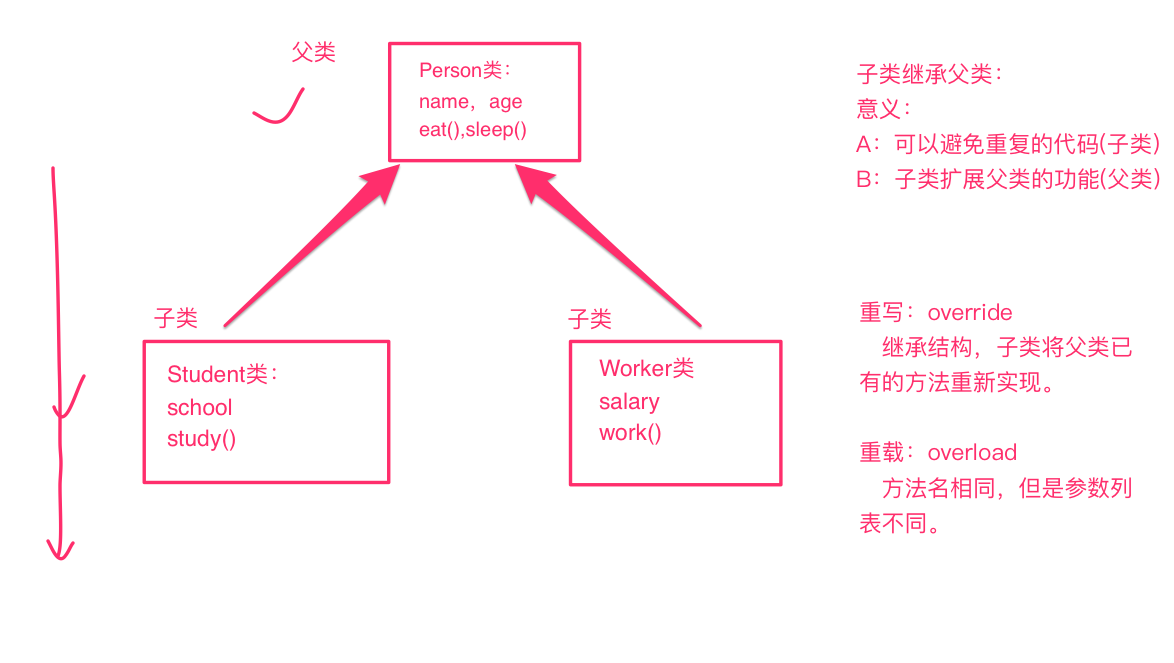 父类
Person类：
name，age
eat(),sleep()
子类继承父类：
意义：
A：可以避免重复的代码(子类)
B：子类扩展父类的功能(父类)
子类
Student类：
school
study()
子类
Worker类
salary
work()
重写：override
继承结构，子类将父类已
有的方法重新实现。
重载：overload
方法名相同，但是参数列
表不同。